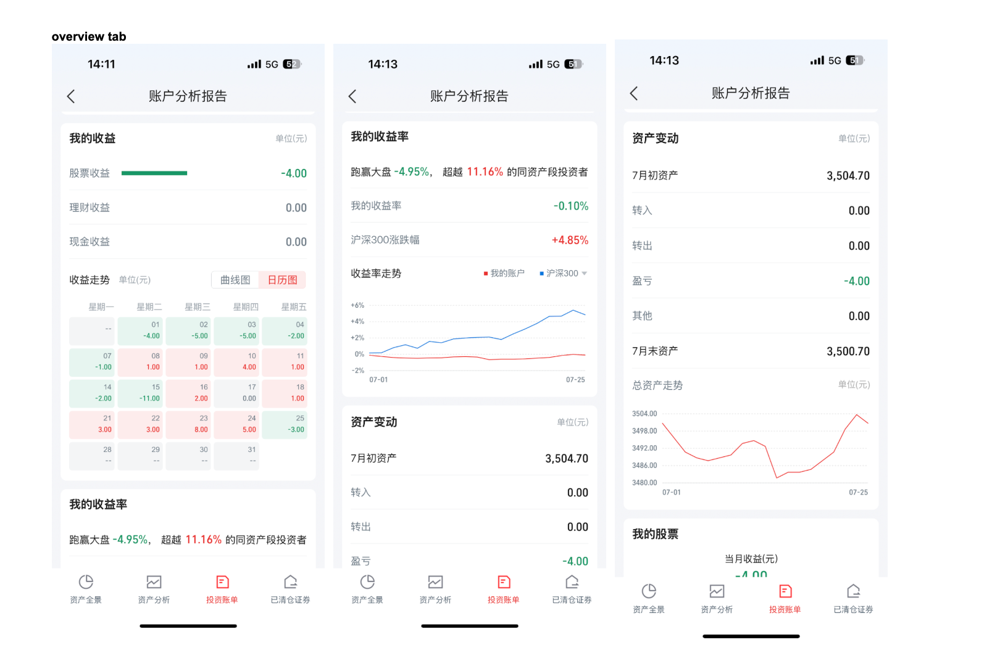 overview tab
14:11 5G 52
账户分析报告
我的收益 单位(元)
股票收益 -4.00
理财收益 0.00
现金收益 0.00
收益走势 单位(元) 曲线图 日历图
星期一 星期二 星期三 星期四 星期五
-- 01 02 03 04
-4.00 -5.00 -5.00 -2.00
07 08 09 10 11
-1.00 1.00 1.00 4.00 1.00
14 15 16 17 18
-2.00 -11.00 2.00 0.00 1.00
21 22 23 24 25
3.00 3.00 8.00 5.00 -3.00
28 29 30 31
-- -- -- --
我的收益率
跑赢大盘 -4.95%， 超越 11.16% 的同资产段投资者
资产全景 资产分析 投资账单 已清仓证券
14:13 5G 51
账户分析报告
我的收益率
跑赢大盘 -4.95%， 超越 11.16% 的同资产段投资者
我的收益率 -0.10%
沪深300涨跌幅 +4.85%
收益率走势 我的账户 沪深300
+6%
+4%
+2%
0%
-2%
07-01 07-25
资产变动 单位(元)
7月初资产 3,504.70
转入 0.00
转出 0.00
盈亏 -4.00
资产全景 资产分析 投资账单 已清仓证券
14:13 5G 51
账户分析报告
资产变动 单位(元)
7月初资产 3,504.70
转入 0.00
转出 0.00
盈亏 -4.00
其他 0.00
7月末资产 3,500.70
总资产走势 单位(元)
3504.00
3498.00
3492.00
3486.00
3480.00
07-01 07-25
我的股票
当月收益(元)
-4.00
资产全景 资产分析 投资账单 已清仓证券